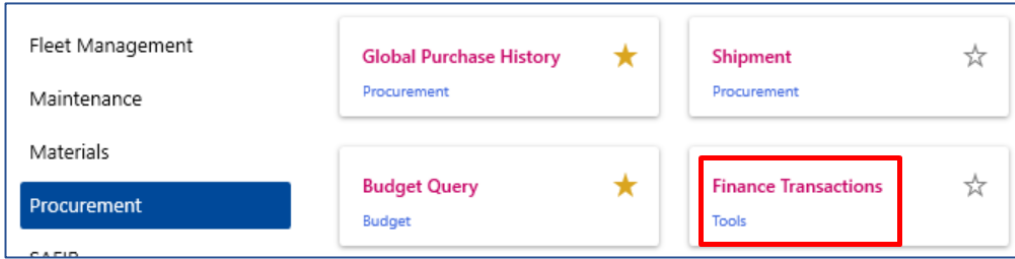 Fleet Management
Maintenance
Materials
Procurement
Global Purchase History
Procurement
Shipment
Procurement
Budget Query
Budget
Finance Transactions
Tools